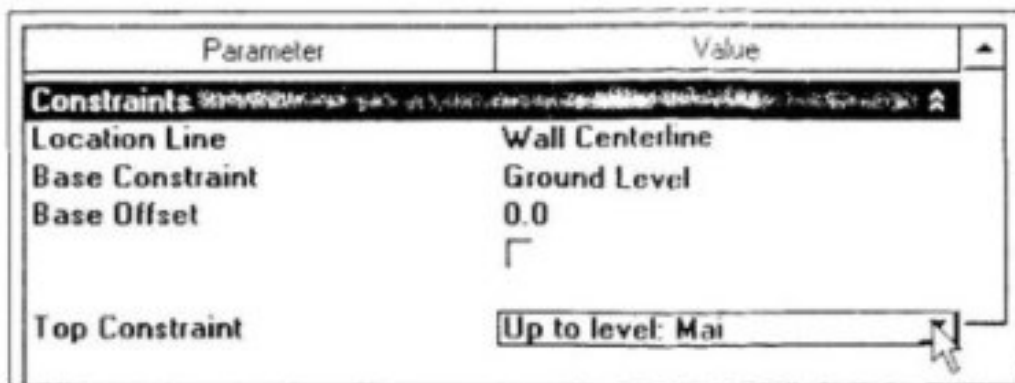 Parameter Value
Constraints
Location Line Wall Centerline
Base Constraint Ground Level
Base Offset 0.0
Top Constraint Up to level: Mai